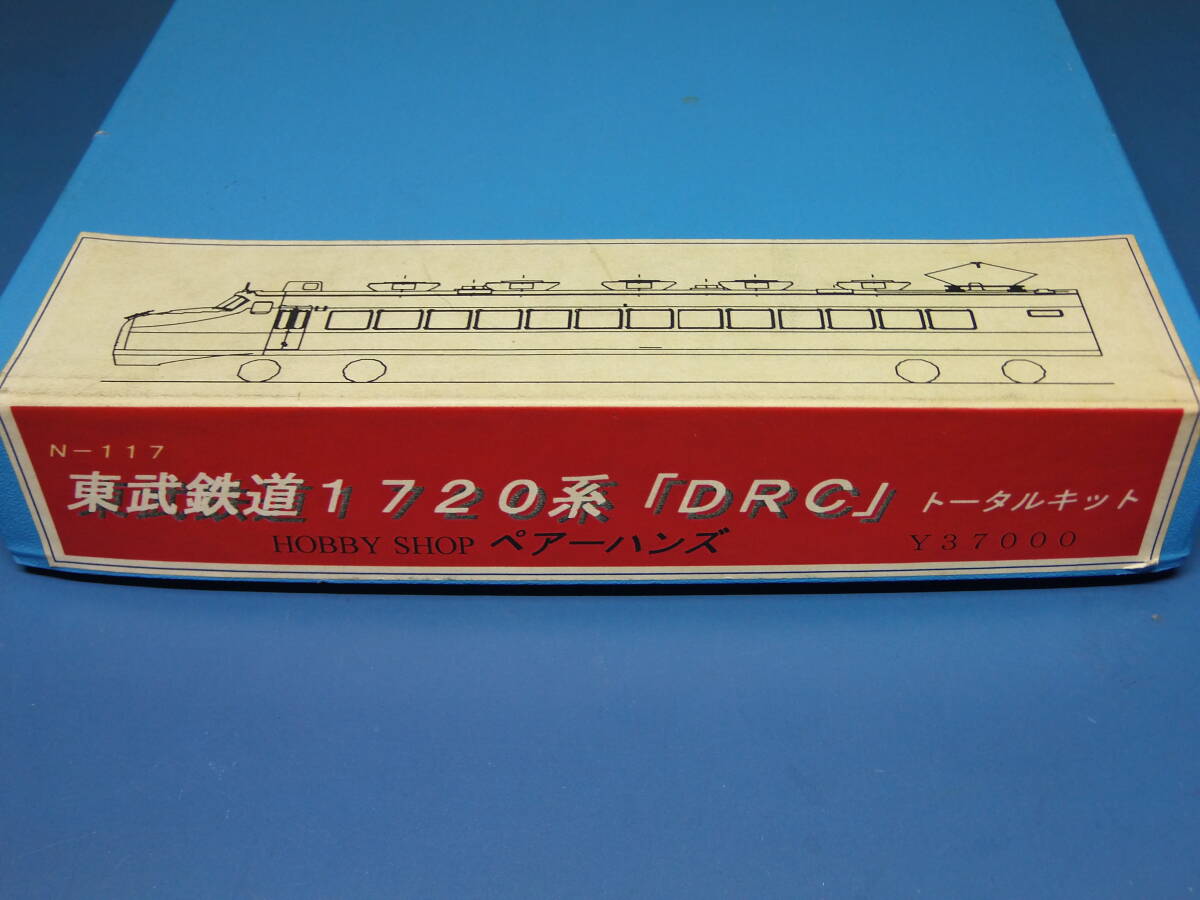 N－１１７
東武鉄道１７２０系「ＤＲＣ」 トータルキット
HOBBY SHOP ペアーハンズ Ｙ３７０００